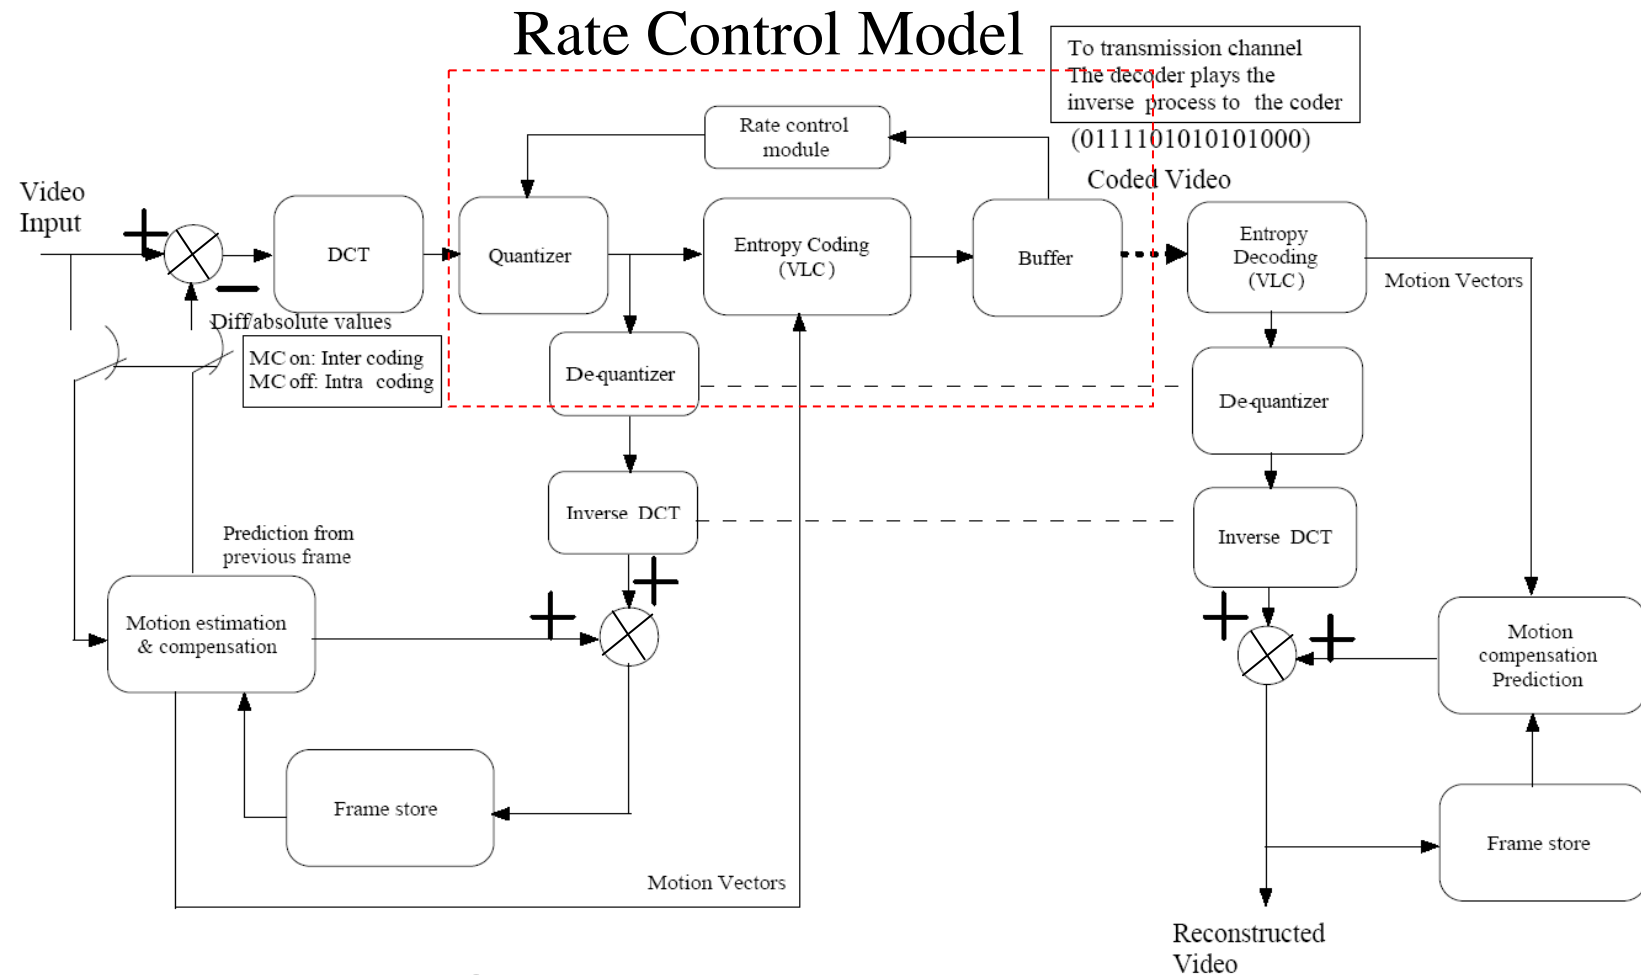 Rate Control Model
To transmission channel
The decoder plays the
inverse process to the coder
(0111101010101000)
Coded Video
Rate control
module
Video
Input
+
DCT
Quantizer
Entropy Coding
(VLC)
Buffer
Entropy
Decoding
(VLC)
Motion Vectors
−
Diff/absolute values
MC on: Inter coding
MC off: Intra coding
De-quantizer
De-quantizer
Inverse DCT
Inverse DCT
Prediction from
previous frame
+
+
+
+
Motion estimation
& compensation
Motion
compensation
Prediction
Frame store
Frame store
Motion Vectors
Reconstructed
Video